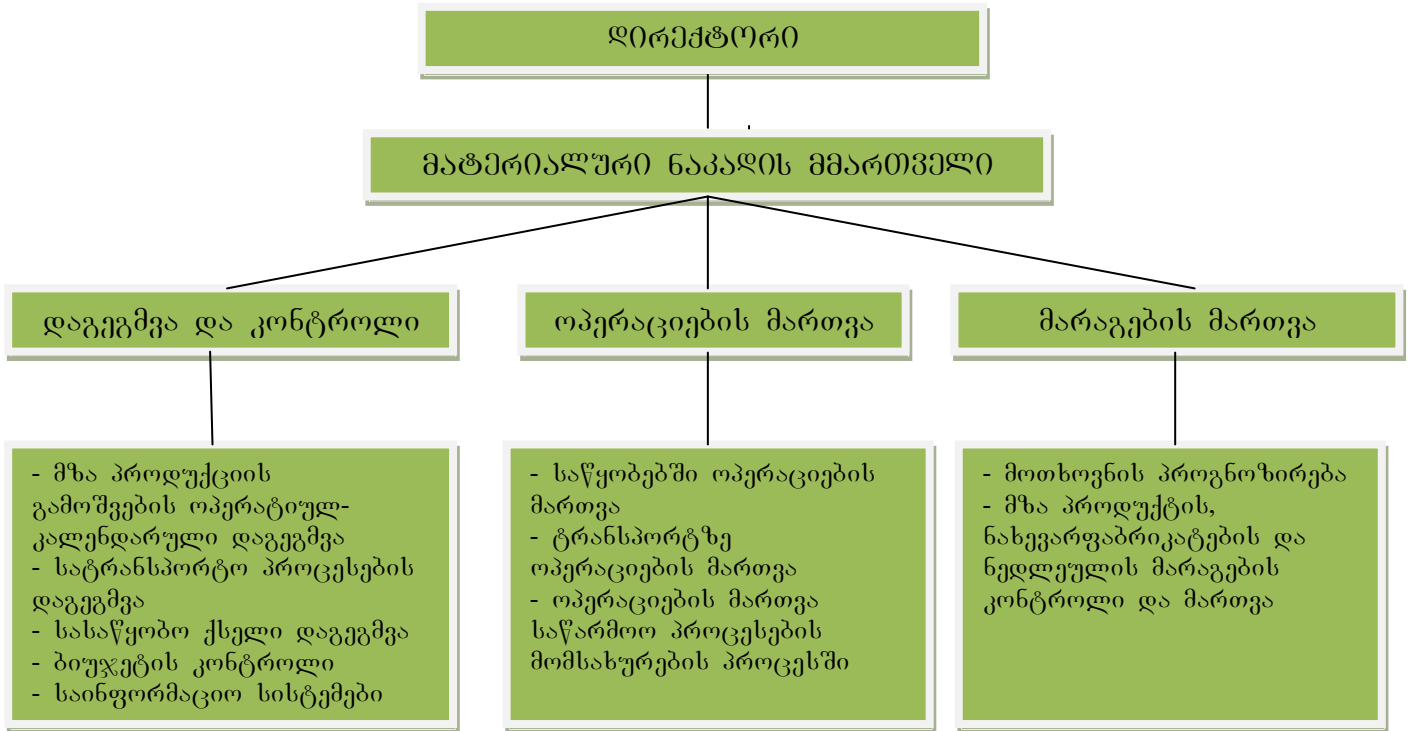 დირექტორი
მატერიალური ნაკადის მმართველი
დაგეგმვა და კონტროლი
ოპერაციების მართვა
მარაგების მართვა
- მზა პროდუქციის
გამოშვების ოპერატიულ-
კალენდარული დაგეგმვა
- სატრანსპორტო პროცესების
დაგეგმვა
- სასაწყობო ქსელი დაგეგმვა
- ბიუჯეტის კონტროლი
- საინფორმაციო სისტემები
- საწყობებში ოპერაციების
მართვა
- ტრანსპორტზე
ოპერაციების მართვა
- ოპერაციების მართვა
საწარმოო პროცესების
მომსახურების პროცესში
- მოთხოვნის პროგნოზირება
- მზა პროდუქტის,
ნახევარფაბრიკატების და
ნედლეულის მარაგების
კონტროლი და მართვა